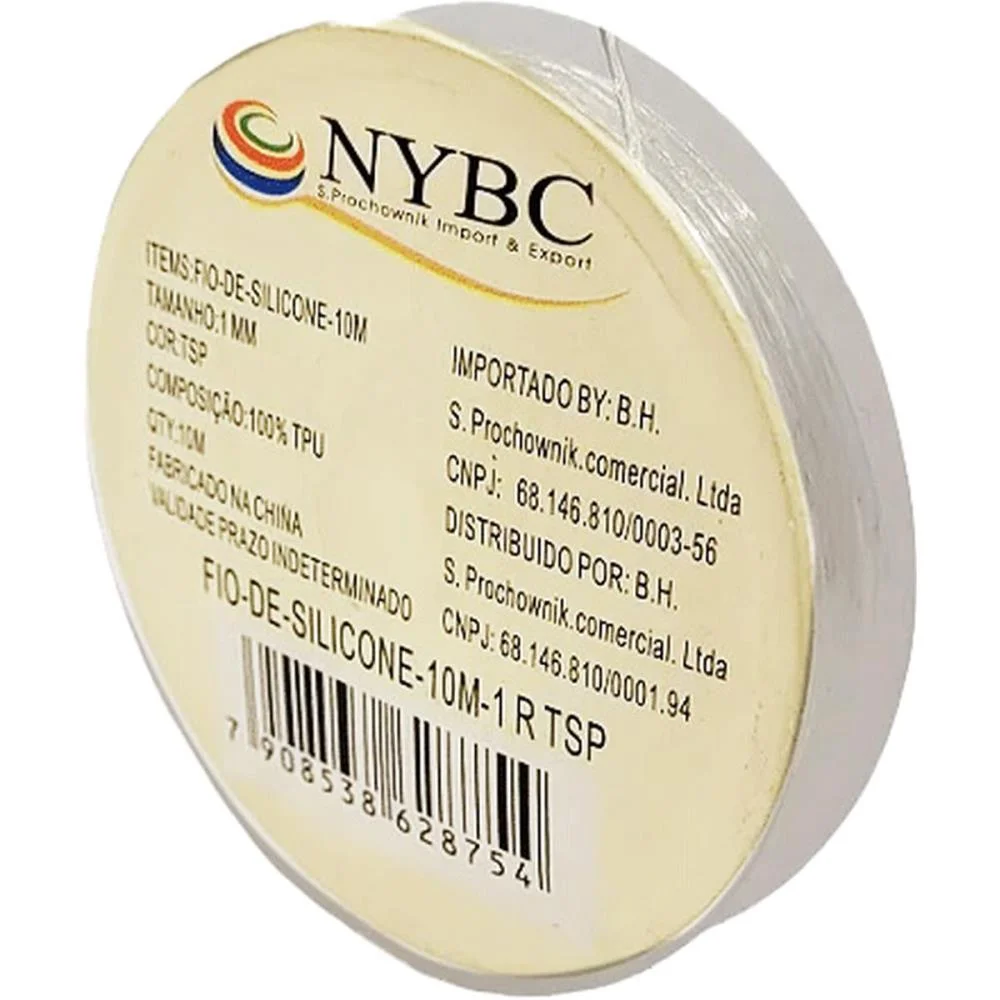 NYBC
S.Prochownik Import & Export
ITEMS:FIO-DE-SILICONE-10M
TAMANHO:1 MM
COR:TSP
COMPOSIÇÃO:100% TPU
QTY:10M
FABRICADO NA CHINA
VALIDADE PRAZO INDETERMINADO
IMPORTADO BY: B.H.
S. Prochownik.comercial. Ltda
CNPJ: 68.146.810/0003-56
DISTRIBUIDO POR: B.H.
S. Prochownik.comercial. Ltda
CNPJ: 68.146.810/0001.94
FIO-DE-SILICONE-10M-1 R TSP
7 908538 628754